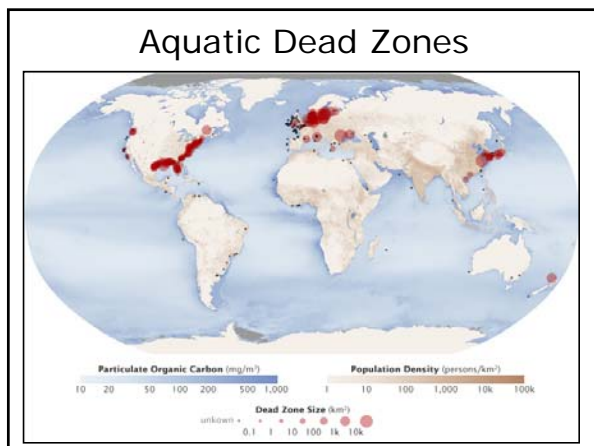 Aquatic Dead Zones
Particulate Organic Carbon (mg/m³)
10 20 50 100 200 500 1,000
Population Density (persons/km²)
1 10 100 1,000 10k 100k
Dead Zone Size (km²)
unkown 0.1 1 10 100 1k 10k